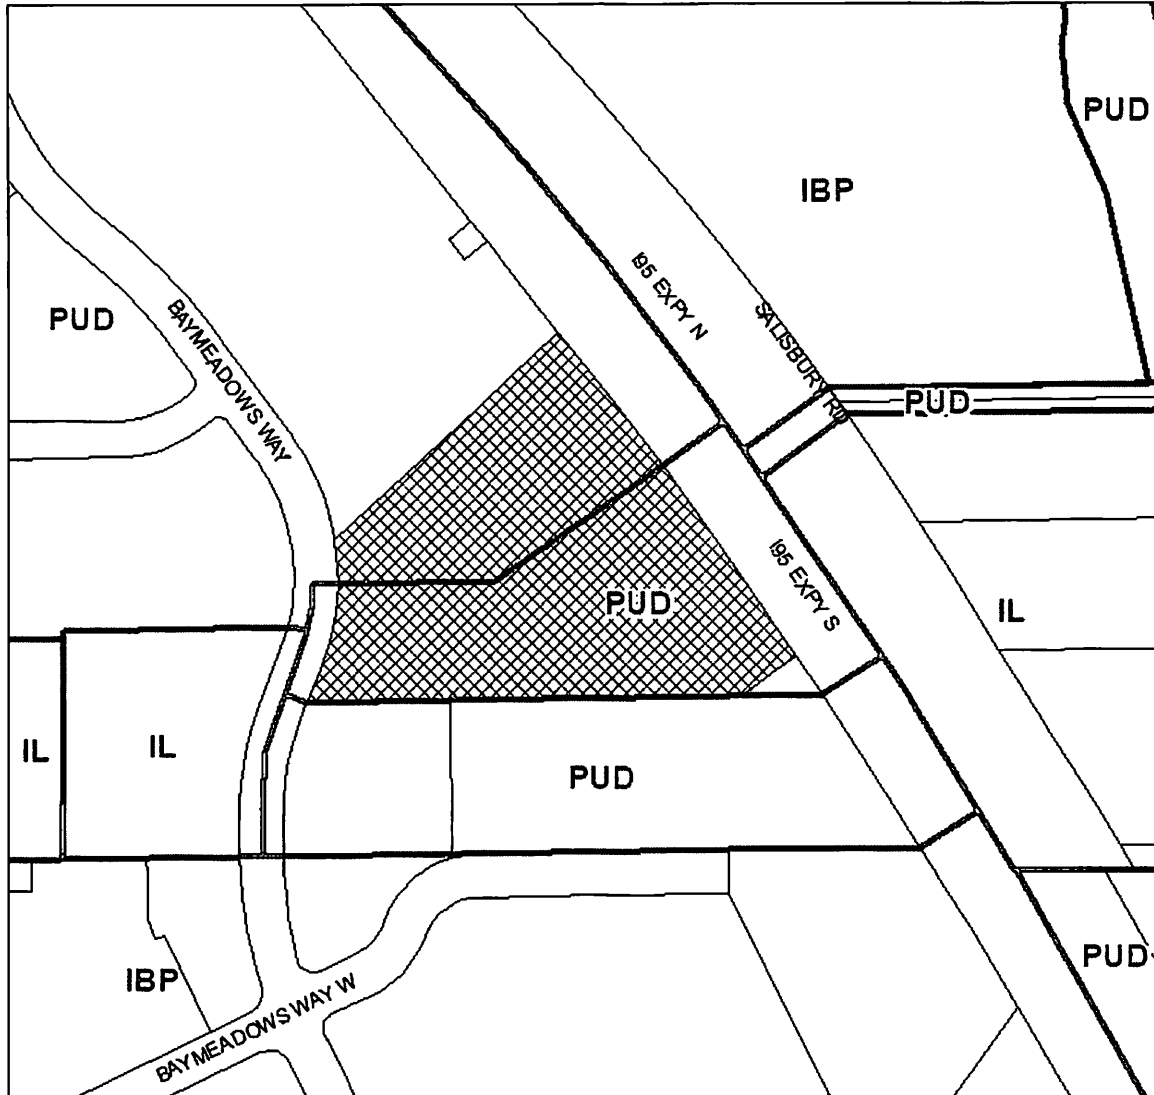 PUD
IBP
I95 EXPY N
PUD
BAYMEADOWS WAY
SALISBURY RD
PUD
I95 EXPY S
PUD
IL
IL
IL
PUD
PUD
IBP
BAYMEADOWS WAY W